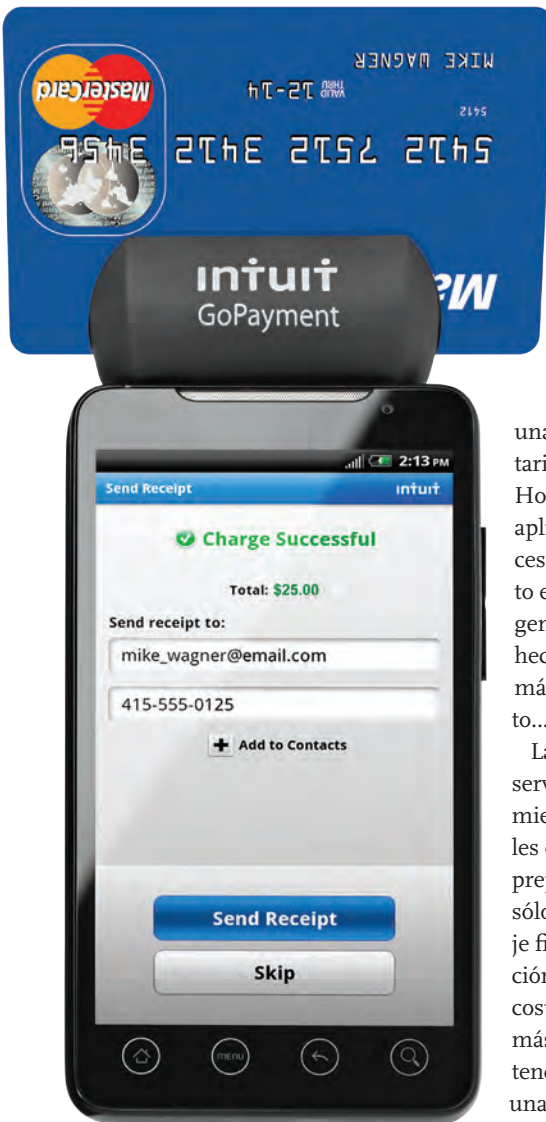 MIKE WAGNER
VALID THRU 12-14
5412
MasterCard
5412 7512 3412 3456
Ma
intuit
GoPayment
2:13 PM
Send Receipt intuit
Charge Successful
Total: $25.00
Send receipt to:
mike_wagner@email.com
415-555-0125
+ Add to Contacts
Send Receipt
Skip
MENU
una
tari
Ho
apli
ces
to e
gen
hec
má
to...
La
serv
mie
les
prep
sólo
je fi
ción
cost
más
tenc
una